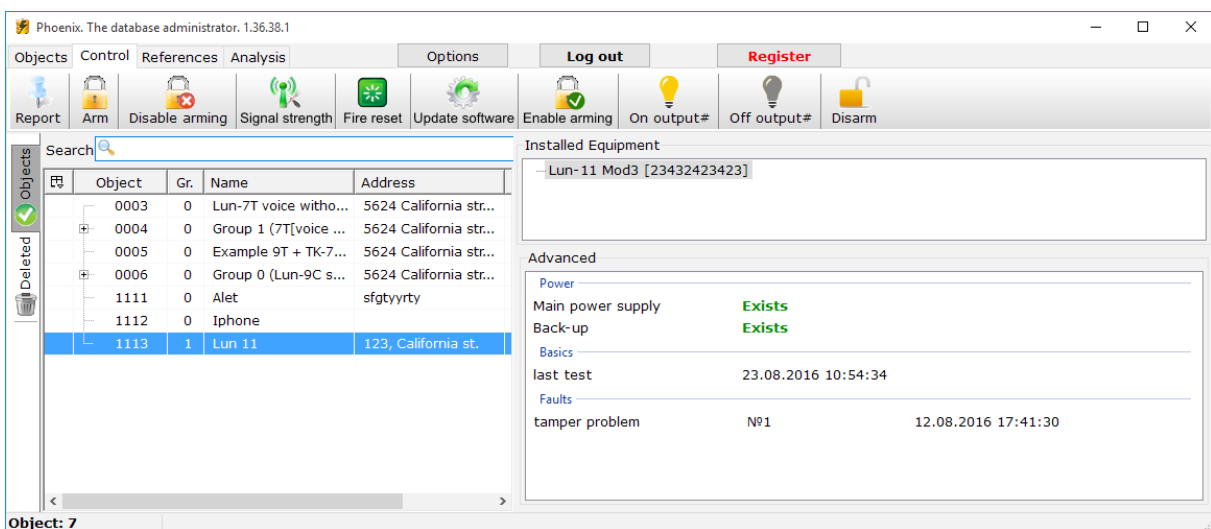 Phoenix. The database administrator. 1.36.38.1
Objects Control References Analysis Options Log out Register
Report Arm Disable arming Signal strength Fire reset Update software Enable arming On output# Off output# Disarm
Objects
Deleted
Search
Object Gr. Name Address
0003 0 Lun-7T voice witho... 5624 California str...
0004 0 Group 1 (7T[voice ... 5624 California str...
0005 0 Example 9T + TK-7... 5624 California str...
0006 0 Group 0 (Lun-9C s... 5624 California str...
1111 0 Alet sfgtyyrty
1112 0 Iphone
1113 1 Lun 11 123, California st.
Installed Equipment
Lun-11 Mod3 [23432423423]
Advanced
Power
Main power supply Exists
Back-up Exists
Basics
last test 23.08.2016 10:54:34
Faults
tamper problem №1 12.08.2016 17:41:30
Object: 7